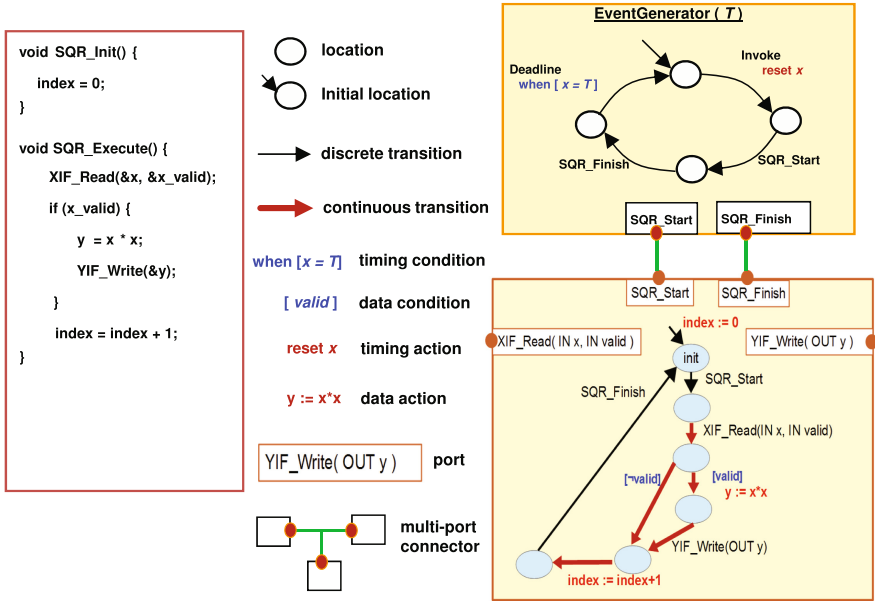 void SQR_Init() {
index = 0;
}
void SQR_Execute() {
XIF_Read(&x, &x_valid);
if (x_valid) {
y = x * x;
YIF_Write(&y);
}
index = index + 1;
}
location
Initial location
discrete transition
continuous transition
when [x = T] timing condition
[ valid ] data condition
reset x timing action
y := x*x data action
YIF_Write( OUT y ) port
multi-port
connector
EventGenerator ( T )
Deadline
when [ x = T ]
Invoke
reset x
SQR_Finish
SQR_Start
SQR_Start
SQR_Finish
SQR_Start
SQR_Finish
XIF_Read( IN x, IN valid )
YIF_Write( OUT y )
index := 0
init
SQR_Start
SQR_Finish
XIF_Read(IN x, IN valid)
[¬valid]
[valid]
y := x*x
YIF_Write(OUT y)
index := index+1